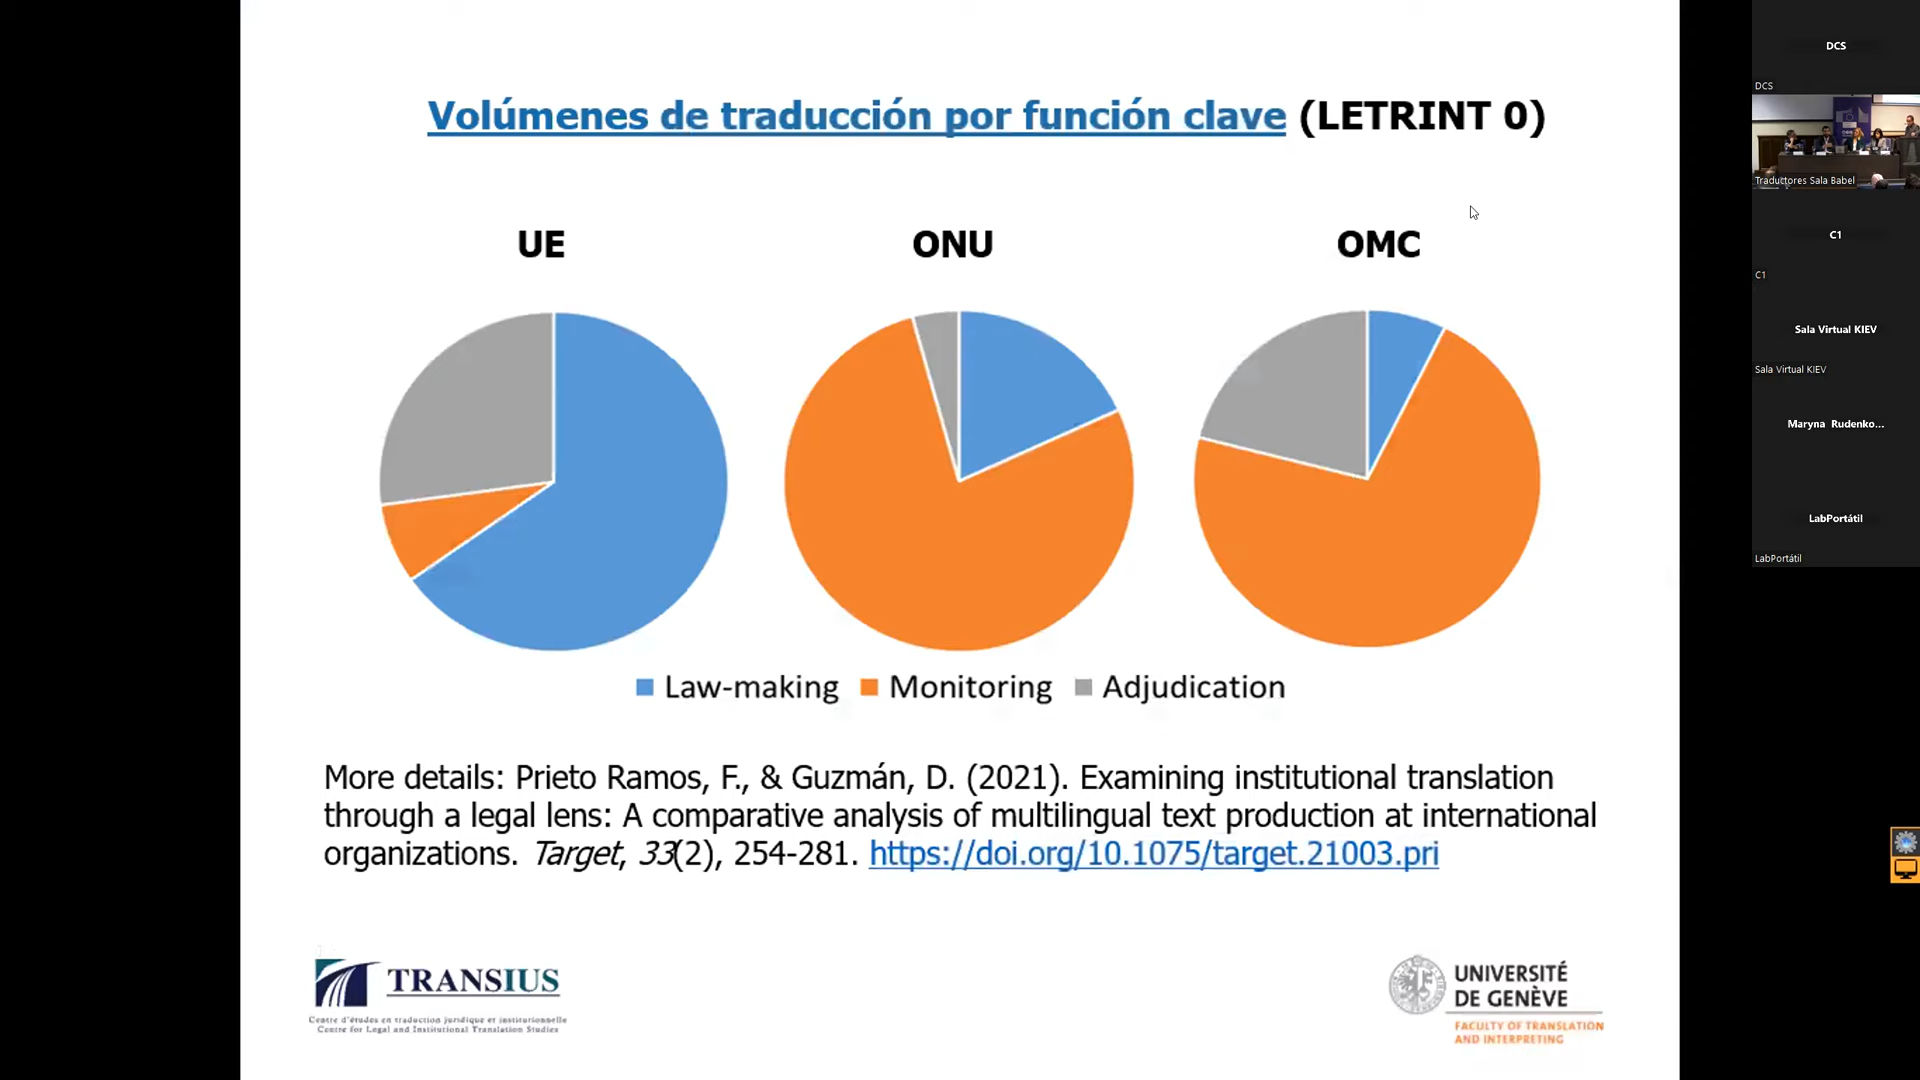 Volúmenes de traducción por función clave (LETRINT 0)
UE
ONU
OMC
Law-making
Monitoring
Adjudication
More details: Prieto Ramos, F., & Guzmán, D. (2021). Examining institutional translation
through a legal lens: A comparative analysis of multilingual text production at international
organizations. Target, 33(2), 254-281. https://doi.org/10.1075/target.21003.pri
TRANSIUS
Centre d'études en traduction juridique et institutionnelle
Centre for Legal and Institutional Translation Studies
UNIVERSITÉ
DE GENÈVE
FACULTY OF TRANSLATION
AND INTERPRETING
DCS
DCS
Traductores Sala Babel
C1
C1
Sala Virtual KIEV
Sala Virtual KIEV
Maryna Rudenko...
LabPortátil
LabPortátil